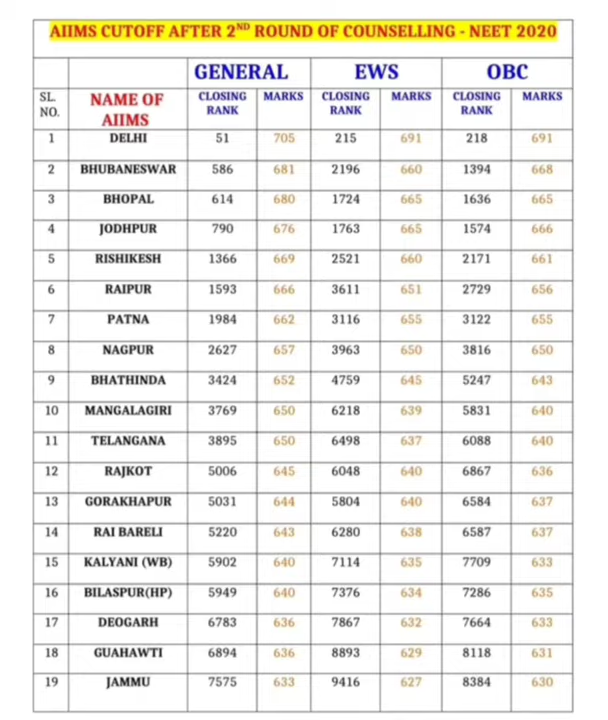 AIIMS CUTOFF AFTER 2ND ROUND OF COUNSELLING - NEET 2020
GENERAL EWS OBC
SL. NO. NAME OF AIIMS CLOSING RANK MARKS CLOSING RANK MARKS CLOSING RANK MARKS
1 DELHI 51 705 215 691 218 691
2 BHUBANESWAR 586 681 2196 660 1394 668
3 BHOPAL 614 680 1724 665 1636 665
4 JODHPUR 790 676 1763 665 1574 666
5 RISHIKESH 1366 669 2521 660 2171 661
6 RAIPUR 1593 666 3611 651 2729 656
7 PATNA 1984 662 3116 655 3122 655
8 NAGPUR 2627 657 3963 650 3816 650
9 BHATHINDA 3424 652 4759 645 5247 643
10 MANGALAGIRI 3769 650 6218 639 5831 640
11 TELANGANA 3895 650 6498 637 6088 640
12 RAJKOT 5006 645 6048 640 6867 636
13 GORAKHAPUR 5031 644 5804 640 6584 637
14 RAI BARELI 5220 643 6280 638 6587 637
15 KALYANI (WB) 5902 640 7114 635 7709 633
16 BILASPUR(HP) 5949 640 7376 634 7286 635
17 DEOGARH 6783 636 7867 632 7664 633
18 GUAHAWTI 6894 636 8893 629 8118 631
19 JAMMU 7575 633 9416 627 8384 630